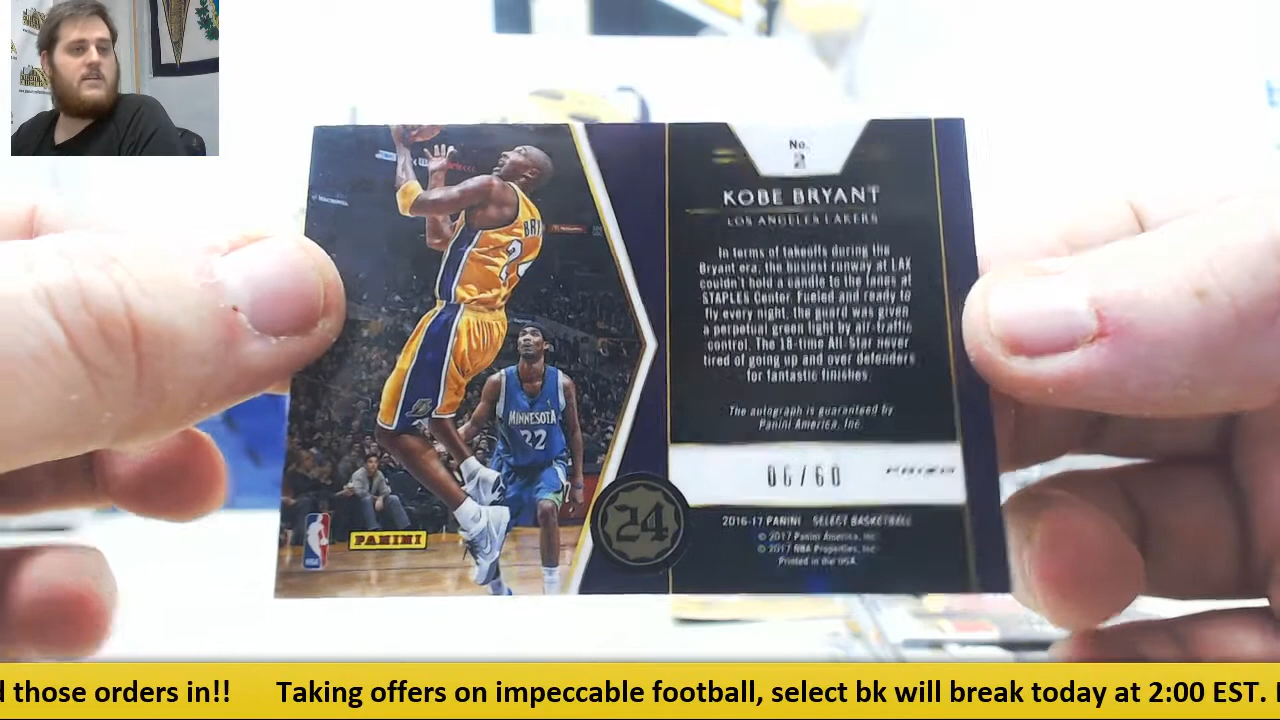 No.
2
KOBE BRYANT
LOS ANGELES LAKERS
In terms of takeoffs during the
Bryant era, the busiest runway at LAX
couldn't hold a candle to the lanes at
STAPLES Center. Fueled and ready to
fly every night, the guard was given
a perpetual green light by air-traffic
control. The 18-time All-Star never
tired of going up and over defenders
for fantastic finishes.
The autograph is guaranteed by
Panini America, Inc.
06/60
PRIZM
24
2016-17 PANINI SELECT BASKETBALL
© 2017 Panini America, Inc.
© 2017 NBA Properties, Inc.
Printed in the USA.
BRY
2
MINNESOTA
32
NBA
PANINI
d those orders in!! Taking offers on impeccable football, select bk will break today at 2:00 EST.